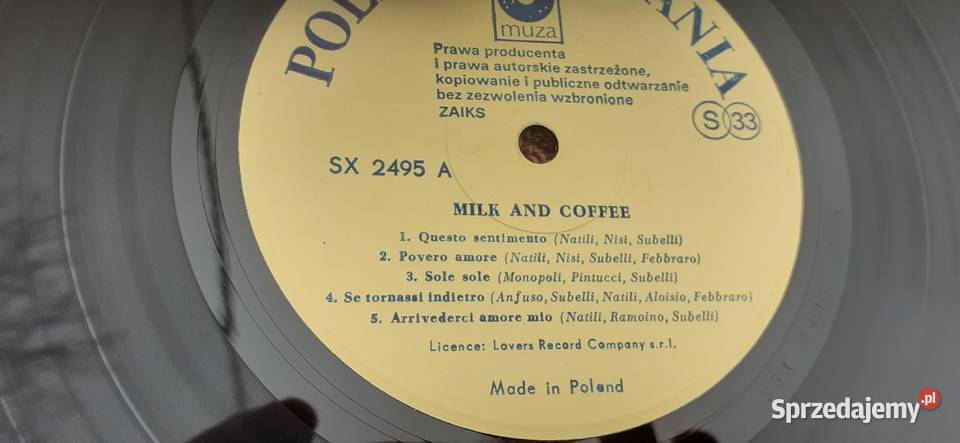 POL ANIA
muza
Prawa producenta
i prawa autorskie zastrzeżone,
kopiowanie i publiczne odtwarzanie
bez zezwolenia wzbronione
ZAIKS
S 33
SX 2495 A
MILK AND COFFEE
1. Questo sentimento (Natili, Nisi, Subelli)
2. Povero amore (Natili, Nisi, Subelli, Febbraro)
3. Sole sole (Monopoli, Pintucci, Subelli)
4. Se tornassi indietro (Anfuso, Subelli, Natili, Aloisio, Febbraro)
5. Arrivederci amore mio (Natili, Ramoino, Subelli)
Licence: Lovers Record Company s.r.l.
Made in Poland
Sprzedajemy.pl